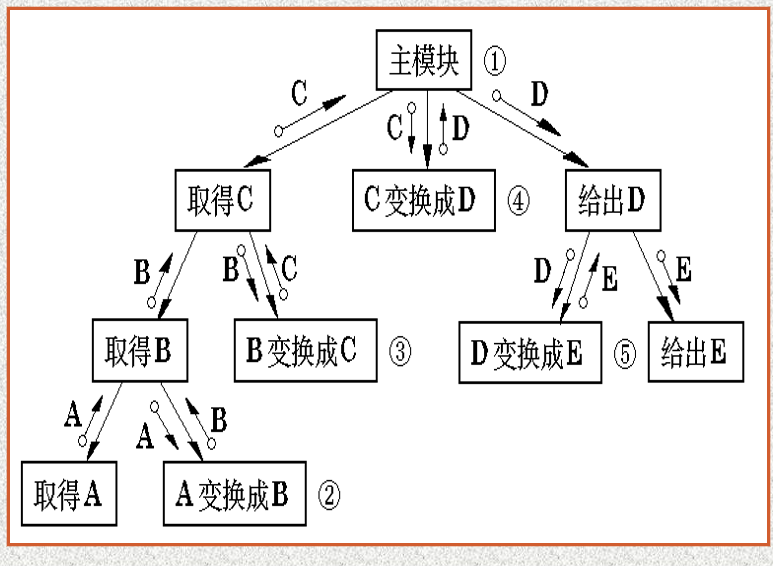 主模块 ①
C D
C D
取得C C变换成D ④ 给出D
B B C D E E
取得B B变换成C ③ D变换成E ⑤ 给出E
A A B
取得A A变换成B ②